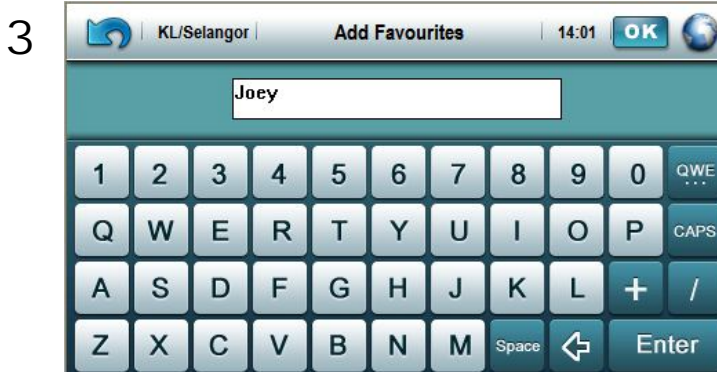 3
KL/Selangor Add Favourites 14:01 OK
Joey
1 2 3 4 5 6 7 8 9 0 QWE...
Q W E R T Y U I O P CAPS
A S D F G H J K L + /
Z X C V B N M Space Enter